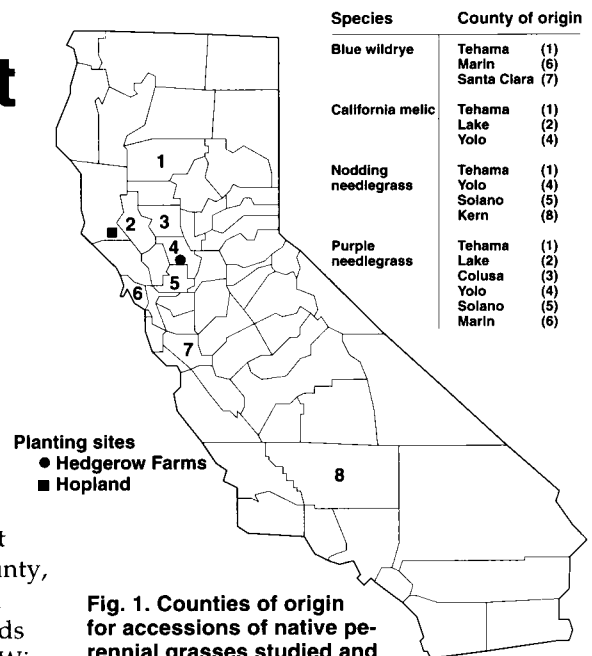 t
Species County of origin
Blue wildrye Tehama (1)
Marin (6)
Santa Clara (7)
California melic Tehama (1)
Lake (2)
Yolo (4)
Nodding Tehama (1)
needlegrass Yolo (4)
Solano (5)
Kern (8)
Purple Tehama (1)
needlegrass Lake (2)
Colusa (3)
Yolo (4)
Solano (5)
Marin (6)
1
2 3
4
5
6
7
8
Planting sites
● Hedgerow Farms
■ Hopland
t
unty,
ds
Fig. 1. Counties of origin
for accessions of native pe-
rennial grasses studied and